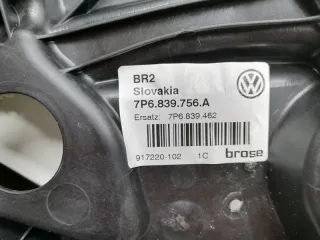 BR2
Slovakia
7P6.839.756.A
Ersatz: 7P6.839.462
917220-102 1C brose